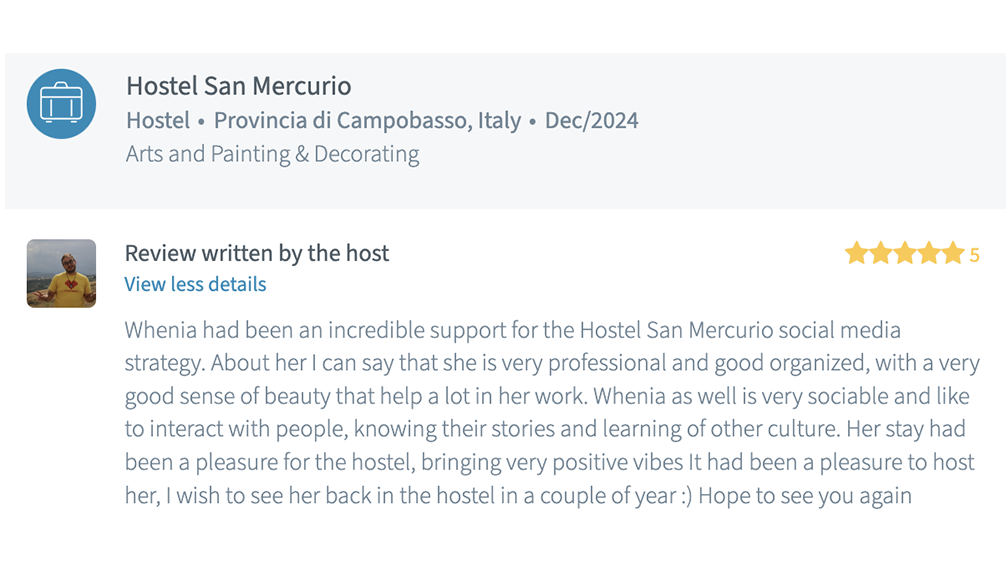 Hostel San Mercurio
Hostel • Provincia di Campobasso, Italy • Dec/2024
Arts and Painting & Decorating
Review written by the host
5
View less details
Whenia had been an incredible support for the Hostel San Mercurio social media
strategy. About her I can say that she is very professional and good organized, with a very
good sense of beauty that help a lot in her work. Whenia as well is very sociable and like
to interact with people, knowing their stories and learning of other culture. Her stay had
been a pleasure for the hostel, bringing very positive vibes It had been a pleasure to host
her, I wish to see her back in the hostel in a couple of year :) Hope to see you again